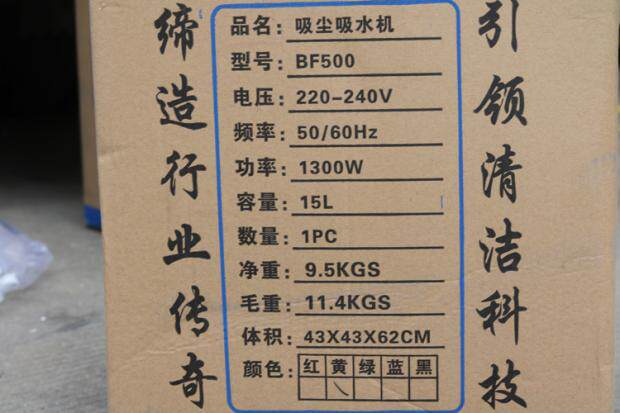 缔造行业传奇
品名：吸尘吸水机
型号：BF500
电压：220-240V
频率：50/60Hz
功率：1300W
容量：15L
数量：1PC
净重：9.5KGS
毛重：11.4KGS
体积：43X43X62CM
颜色：红 黄 绿 蓝 黑
引领清洁科技